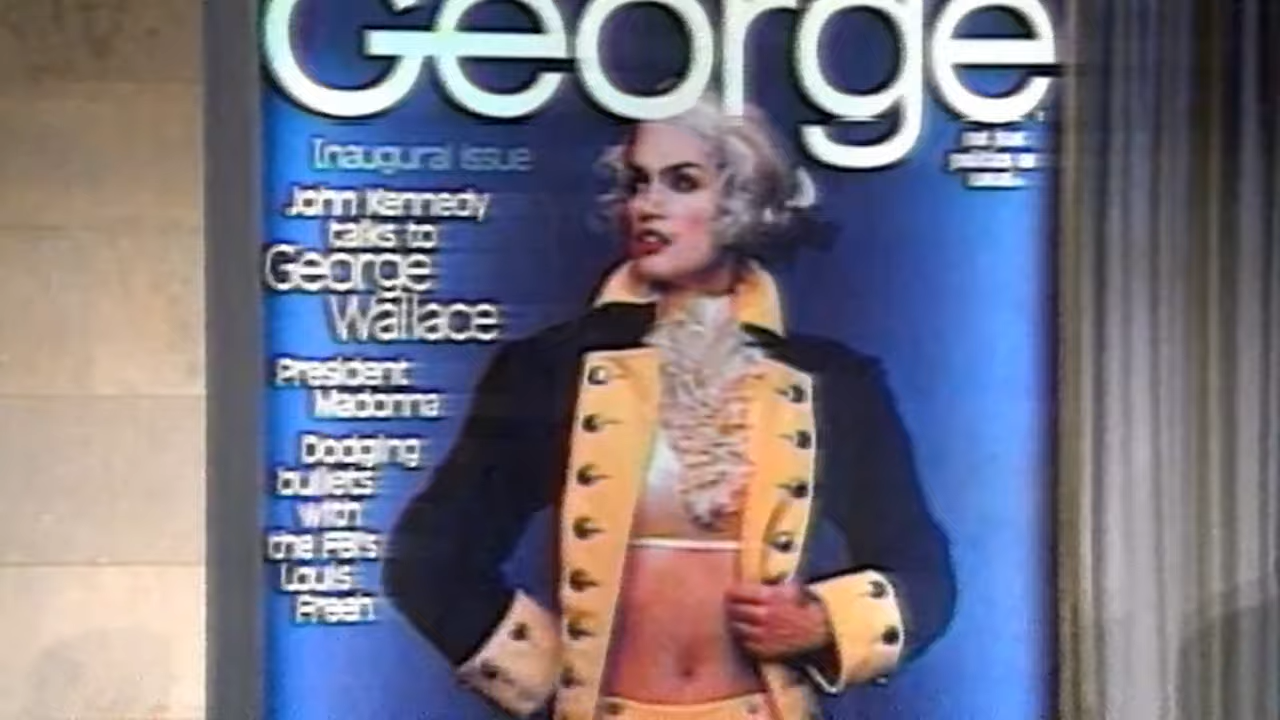 George
Inaugural issue
John Kennedy
talks to
George
Wallace
President
Madonna
Dodging
bullets
with
the FBI's
Louis
Freeh